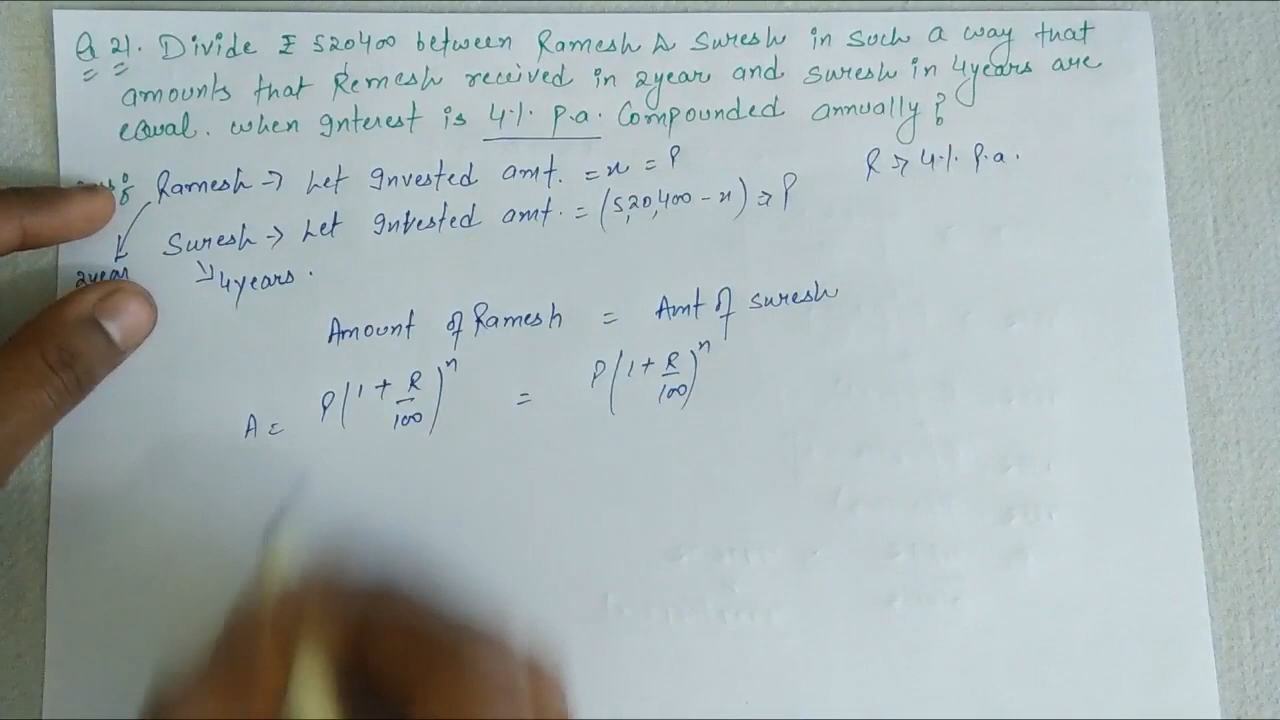 Q 21. Divide ₹ 520400 between Ramesh & Suresh in such a way that
amounts that Remesh received in 2year and suresh in 4years are
equal. when interest is 4% p.a. Compounded annually?
Ramesh → Let invested amt. = x = P
R → 4% p.a.
Suresh → Let invested amt. = (5,20,400 - x) = P
2year
4years.
Amount of Ramesh = Amt of suresh
A = P(1 + R/100)^n = P(1 + R/100)^n